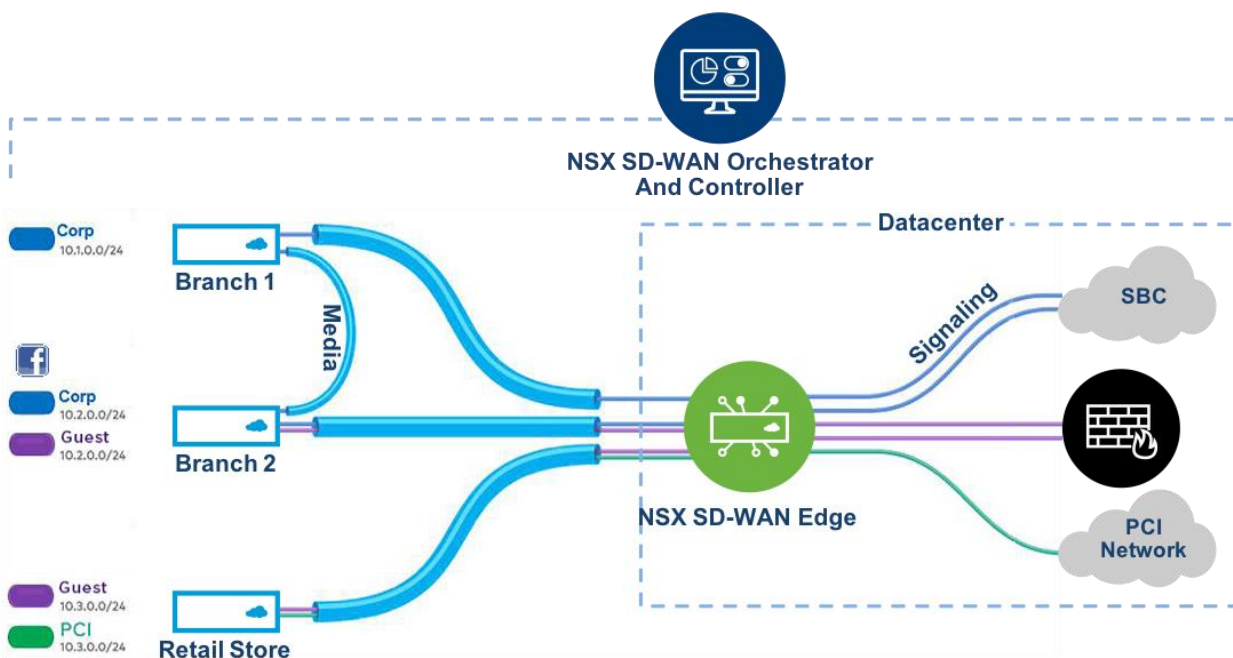 NSX SD-WAN Orchestrator
And Controller
Datacenter
Corp
10.1.0.0/24
Branch 1
Media
Signaling
SBC
f
Corp
10.2.0.0/24
Guest
10.2.0.0/24
Branch 2
NSX SD-WAN Edge
PCI
Network
Guest
10.3.0.0/24
PCI
10.3.0.0/24
Retail Store